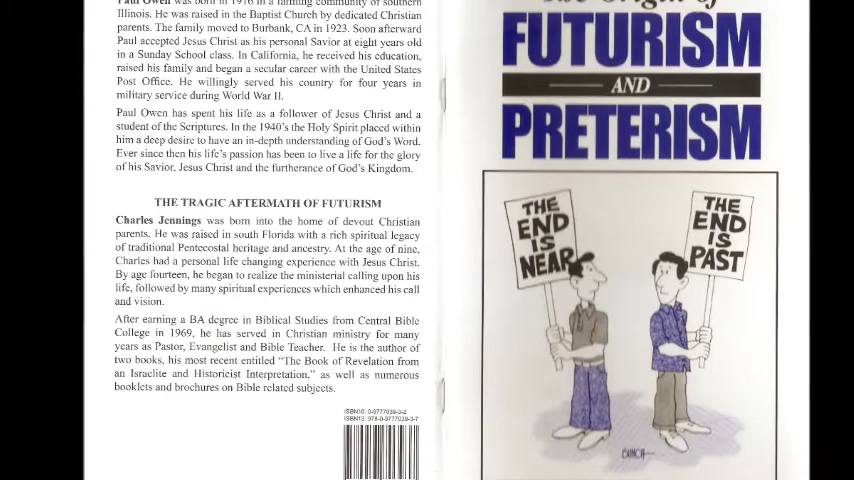 Paul Owen was born in 1916 in a farming community of southern
Illinois. He was raised in the Baptist Church by dedicated Christian
parents. The family moved to Burbank, CA in 1923. Soon afterward
Paul accepted Jesus Christ as his personal Savior at eight years old
in a Sunday School class. In California, he received his education,
raised his family and began a secular career with the United States
Post Office. He willingly served his country for four years in
military service during World War II.
Paul Owen has spent his life as a follower of Jesus Christ and a
student of the Scriptures. In the 1940's the Holy Spirit placed within
him a deep desire to have an in-depth understanding of God's Word.
Ever since then his life's passion has been to live a life for the glory
of his Savior, Jesus Christ and the furtherance of God's Kingdom.
THE TRAGIC AFTERMATH OF FUTURISM
Charles Jennings was born into the home of devout Christian
parents. He was raised in south Florida with a rich spiritual legacy
of traditional Pentecostal heritage and ancestry. At the age of nine,
Charles had a personal life changing experience with Jesus Christ.
By age fourteen, he began to realize the ministerial calling upon his
life, followed by many spiritual experiences which enhanced his call
and vision.
After earning a BA degree in Biblical Studies from Central Bible
College in 1969, he has served in Christian ministry for many
years as Pastor, Evangelist and Bible Teacher. He is the author of
two books, his most recent entitled “The Book of Revelation from
an Israelite and Historicist Interpretation,” as well as numerous
booklets and brochures on Bible related subjects.
ISBN10: 0-9777039-3-2
ISBN13: 978-0-9777039-3-7
The Origin of
FUTURISM
AND
PRETERISM
THE
END
IS
NEAR
THE
END
IS
PAST
BUNCH